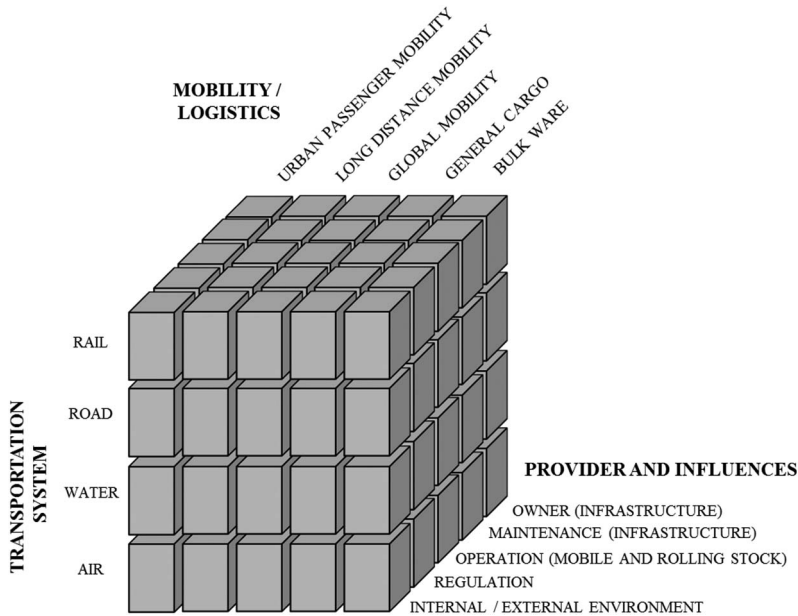 MOBILITY /
LOGISTICS
URBAN PASSENGER MOBILITY
LONG DISTANCE MOBILITY
GLOBAL MOBILITY
GENERAL CARGO
BULK WARE
TRANSPORTATION
SYSTEM
RAIL
ROAD
WATER
AIR
PROVIDER AND INFLUENCES
OWNER (INFRASTRUCTURE)
MAINTENANCE (INFRASTRUCTURE)
OPERATION (MOBILE AND ROLLING STOCK)
REGULATION
INTERNAL / EXTERNAL ENVIRONMENT